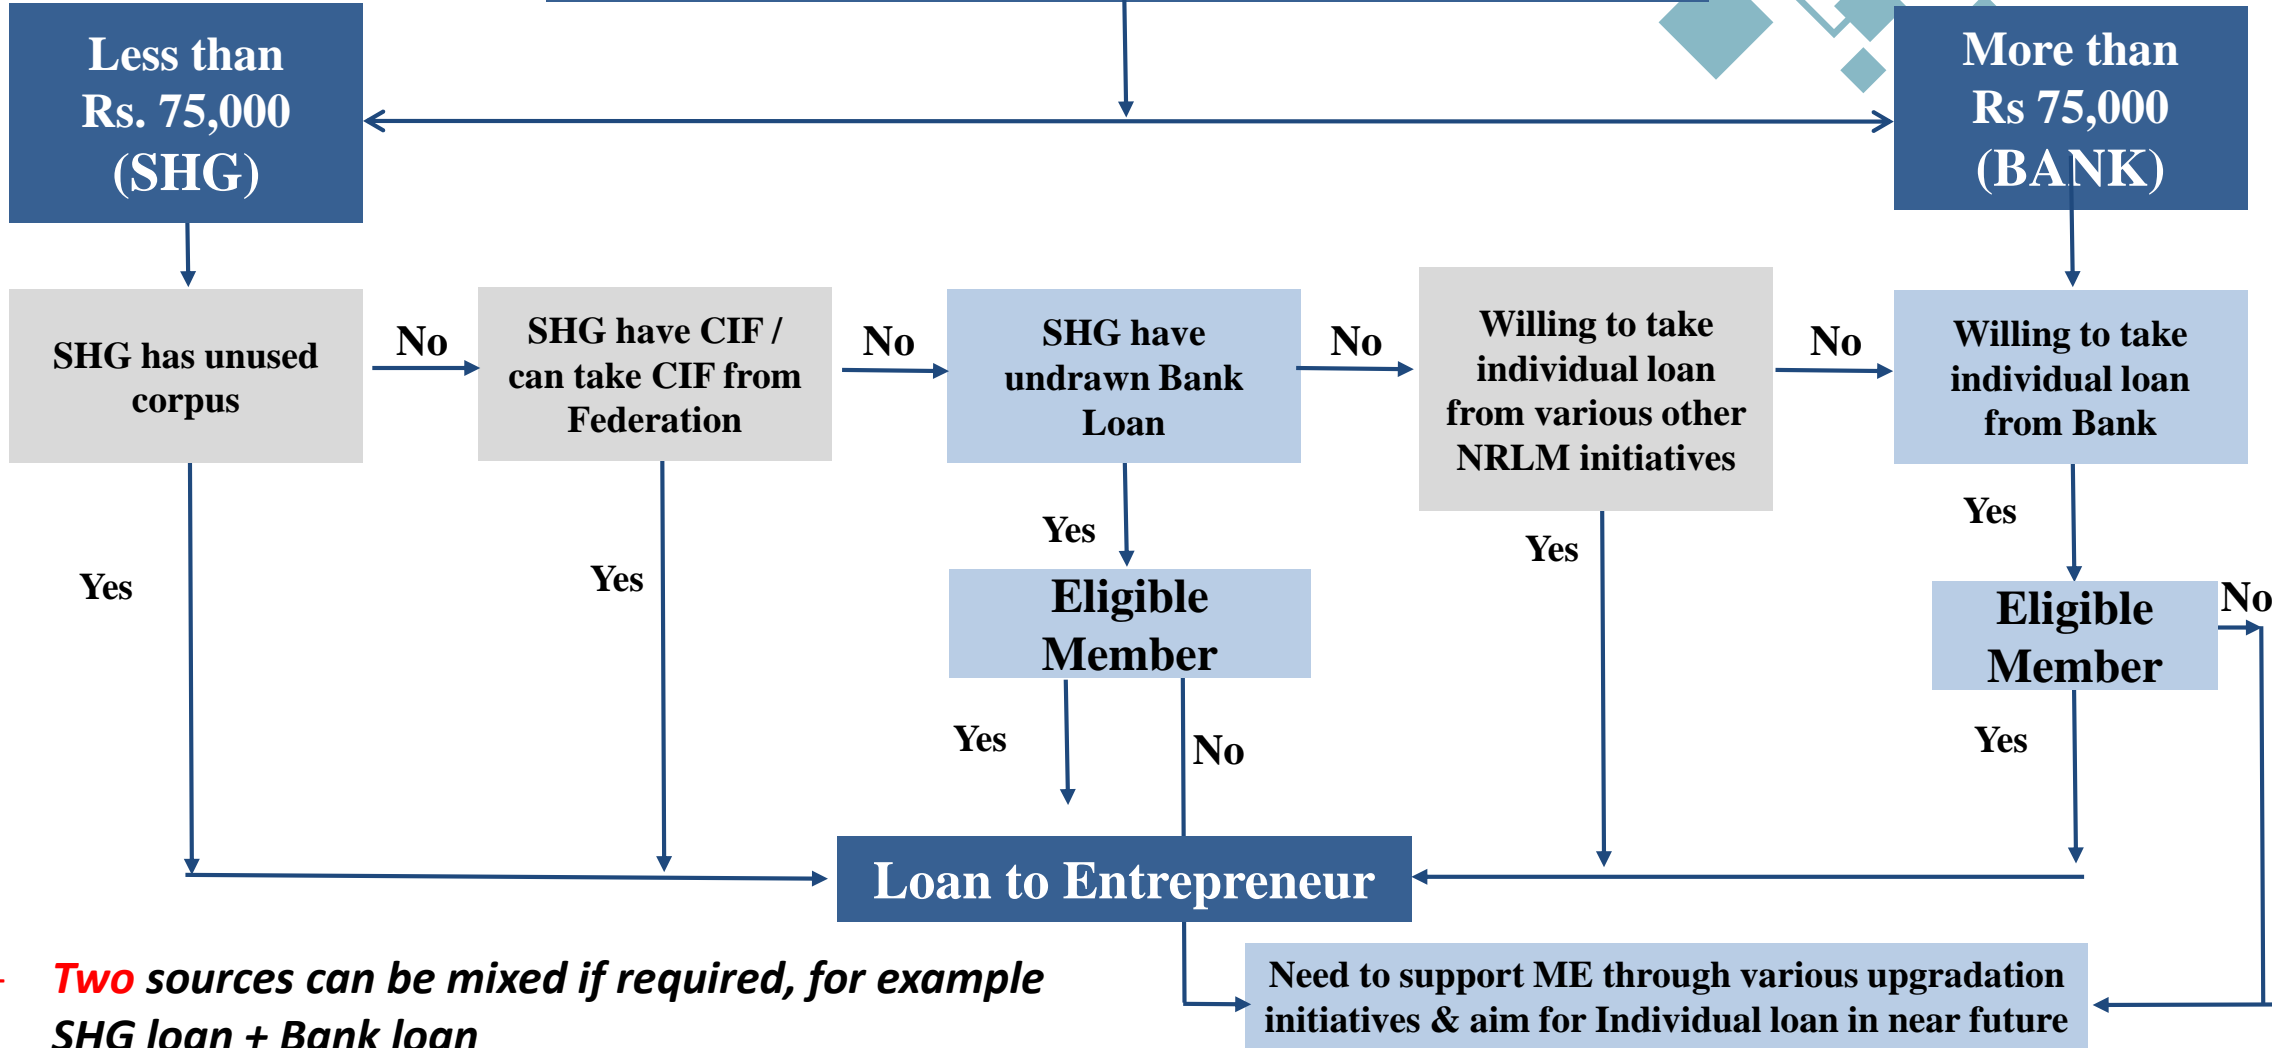 Less than
Rs. 75,000
(SHG)
More than
Rs 75,000
(BANK)
SHG has unused
corpus
No
SHG have CIF /
can take CIF from
Federation
No
SHG have
undrawn Bank
Loan
No
Willing to take
individual loan
from various other
NRLM initiatives
No
Willing to take
individual loan
from Bank
Yes
Yes
Yes
Yes
Yes
Eligible
Member
Eligible
Member
No
Yes
No
Yes
Loan to Entrepreneur
Two sources can be mixed if required, for example
SHG loan + Bank loan
Need to support ME through various upgradation
initiatives & aim for Individual loan in near future